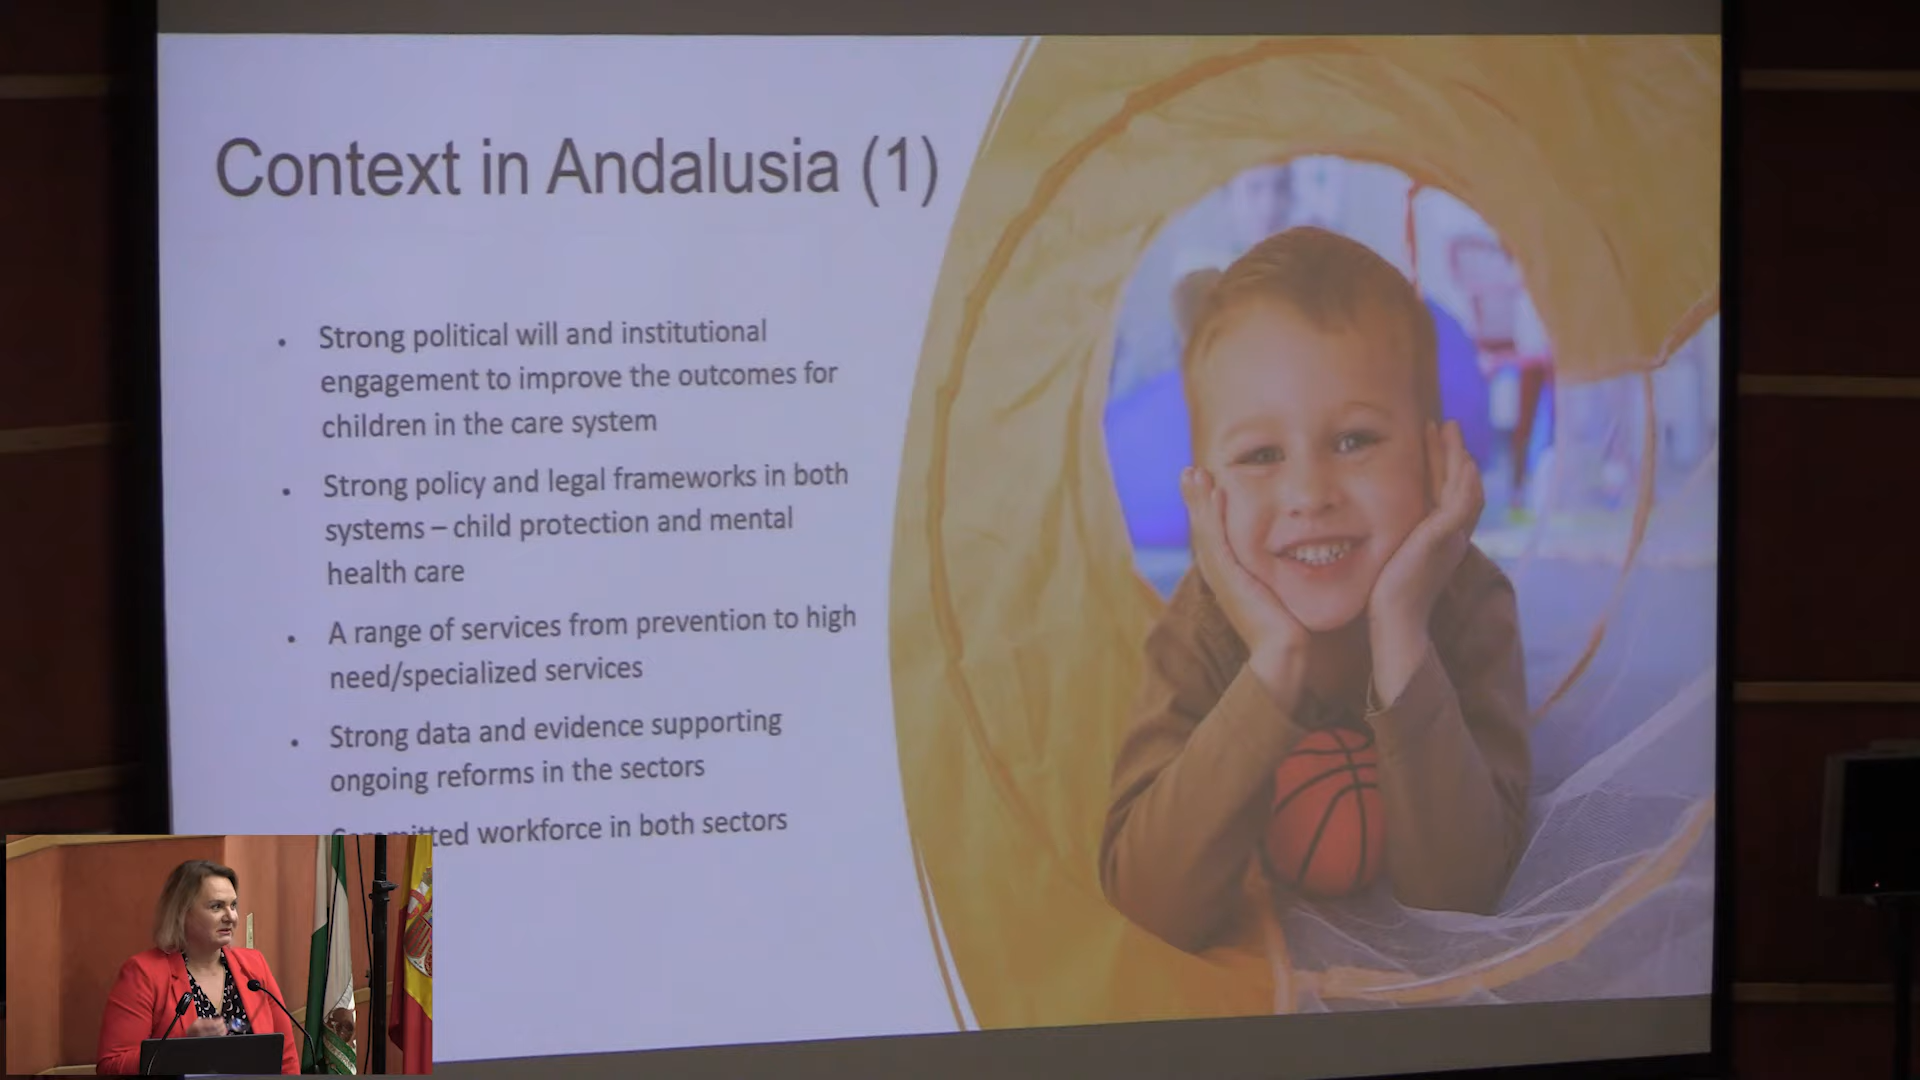 Context in Andalusia (1)
• Strong political will and institutional
engagement to improve the outcomes for
children in the care system
• Strong policy and legal frameworks in both
systems – child protection and mental
health care
• A range of services from prevention to high
need/specialized services
• Strong data and evidence supporting
ongoing reforms in the sectors
Committed workforce in both sectors